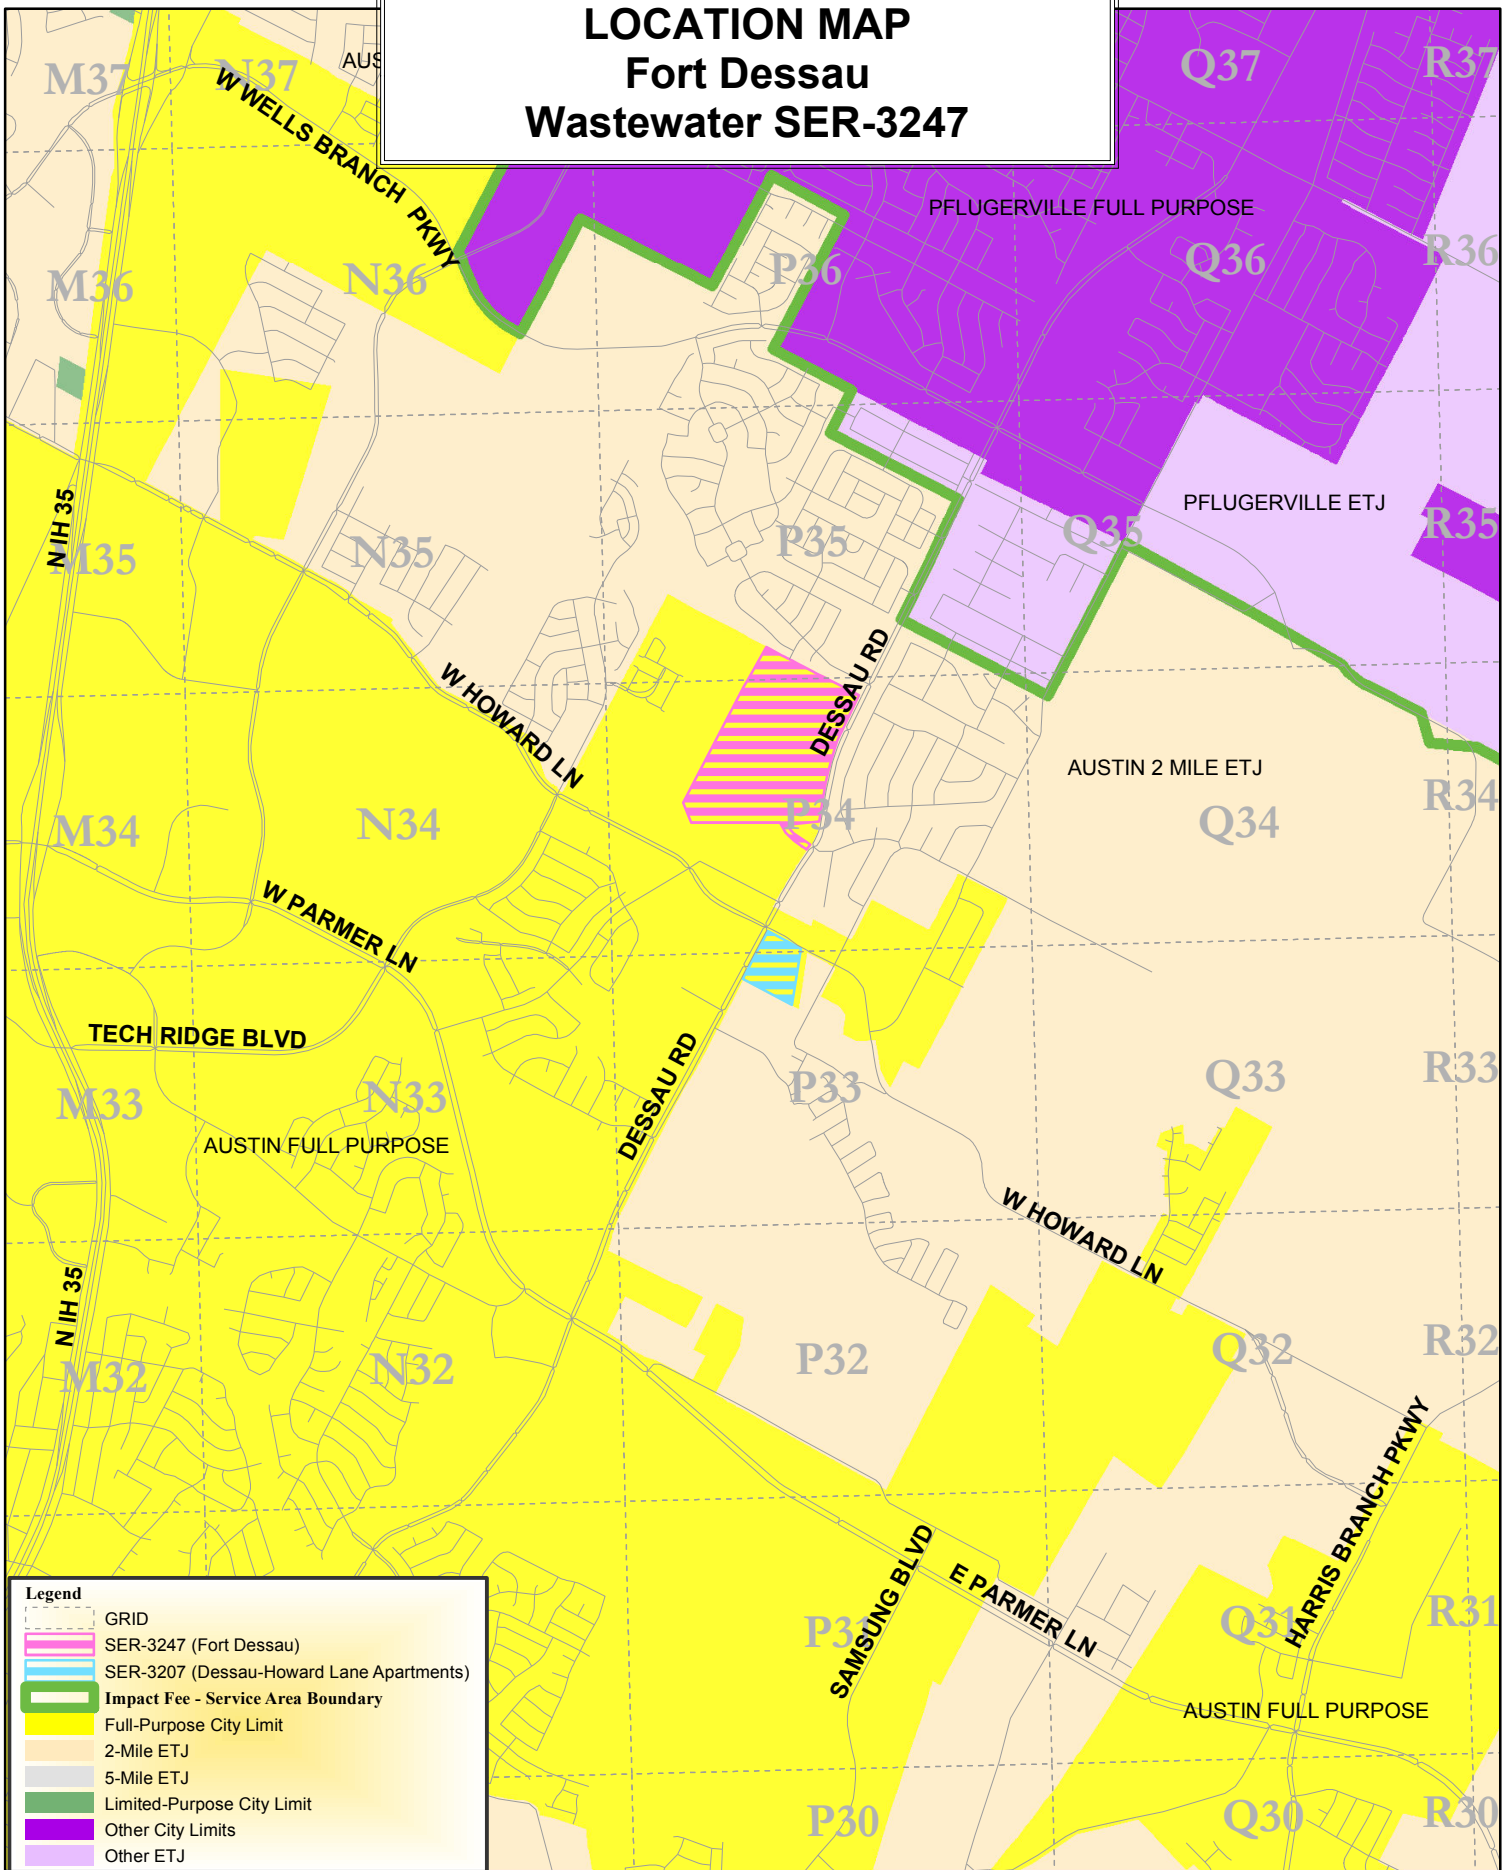 LOCATION MAP
Fort Dessau
Wastewater SER-3247
M37
N37
AUS
Q37
R37
W WELLS BRANCH PKWY
PFLUGERVILLE FULL PURPOSE
M36
N36
P36
Q36
R36
N IH 35
M35
N35
P35
Q35
PFLUGERVILLE ETJ
R35
W HOWARD LN
DESSAU RD
AUSTIN 2 MILE ETJ
M34
N34
P34
Q34
R34
W PARMER LN
TECH RIDGE BLVD
DESSAU RD
M33
N33
P33
Q33
R33
AUSTIN FULL PURPOSE
W HOWARD LN
N IH 35
M32
N32
P32
Q32
R32
HARRIS BRANCH PKWY
SAMSUNG BLVD
E PARMER LN
P31
Q31
R31
AUSTIN FULL PURPOSE
P30
Q30
R30
Legend
GRID
SER-3247 (Fort Dessau)
SER-3207 (Dessau-Howard Lane Apartments)
Impact Fee - Service Area Boundary
Full-Purpose City Limit
2-Mile ETJ
5-Mile ETJ
Limited-Purpose City Limit
Other City Limits
Other ETJ